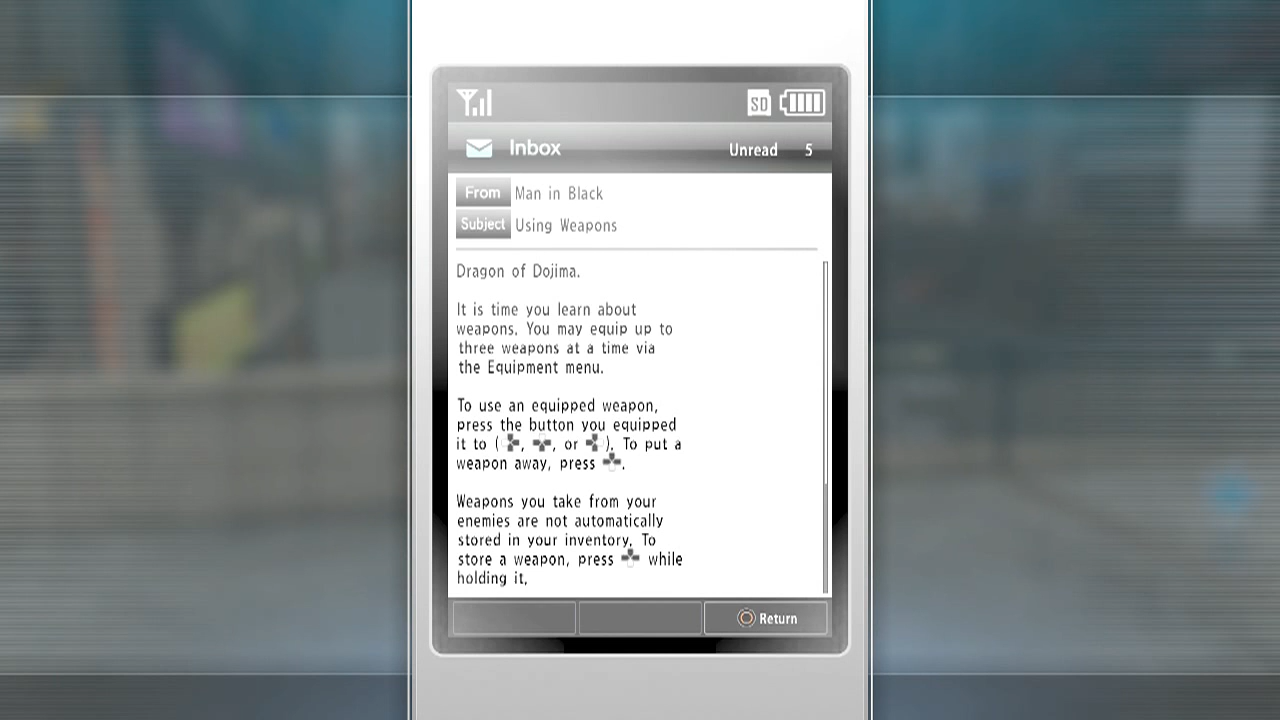 SD
Inbox
Unread 5
From Man in Black
Subject Using Weapons
Dragon of Dojima.
It is time you learn about
weapons. You may equip up to
three weapons at a time via
the Equipment menu.
To use an equipped weapon,
press the button you equipped
it to ( , , or ). To put a
weapon away, press .
Weapons you take from your
enemies are not automatically
stored in your inventory. To
store a weapon, press while
holding it.
Return